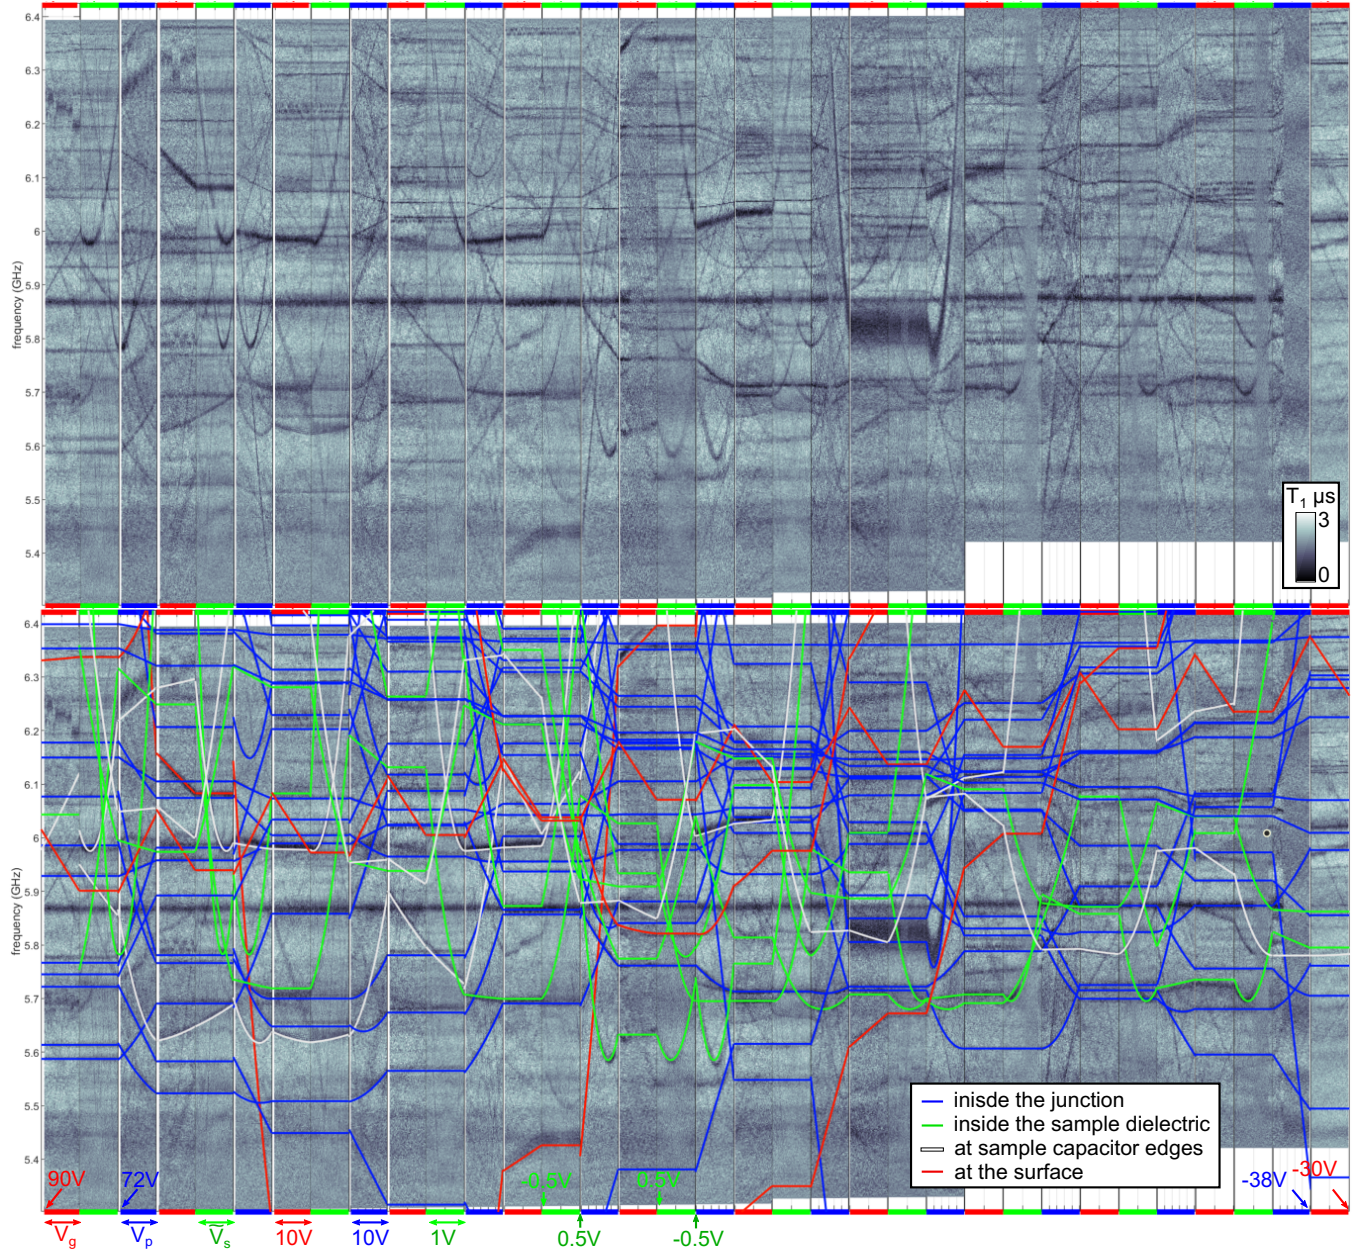 6.4
6.3
6.2
6.1
6
5.9
5.8
5.7
5.6
5.5
5.4
frequency (GHz)
T1 μs
3
0
6.4
6.3
6.2
6.1
6
5.9
5.8
5.7
5.6
5.5
5.4
frequency (GHz)
inisde the junction
inside the sample dielectric
at sample capacitor edges
at the surface
90V
72V
-0.5V
0.5V
-38V
-30V
Vg
Vp
Ṽs
10V
10V
1V
0.5V
-0.5V